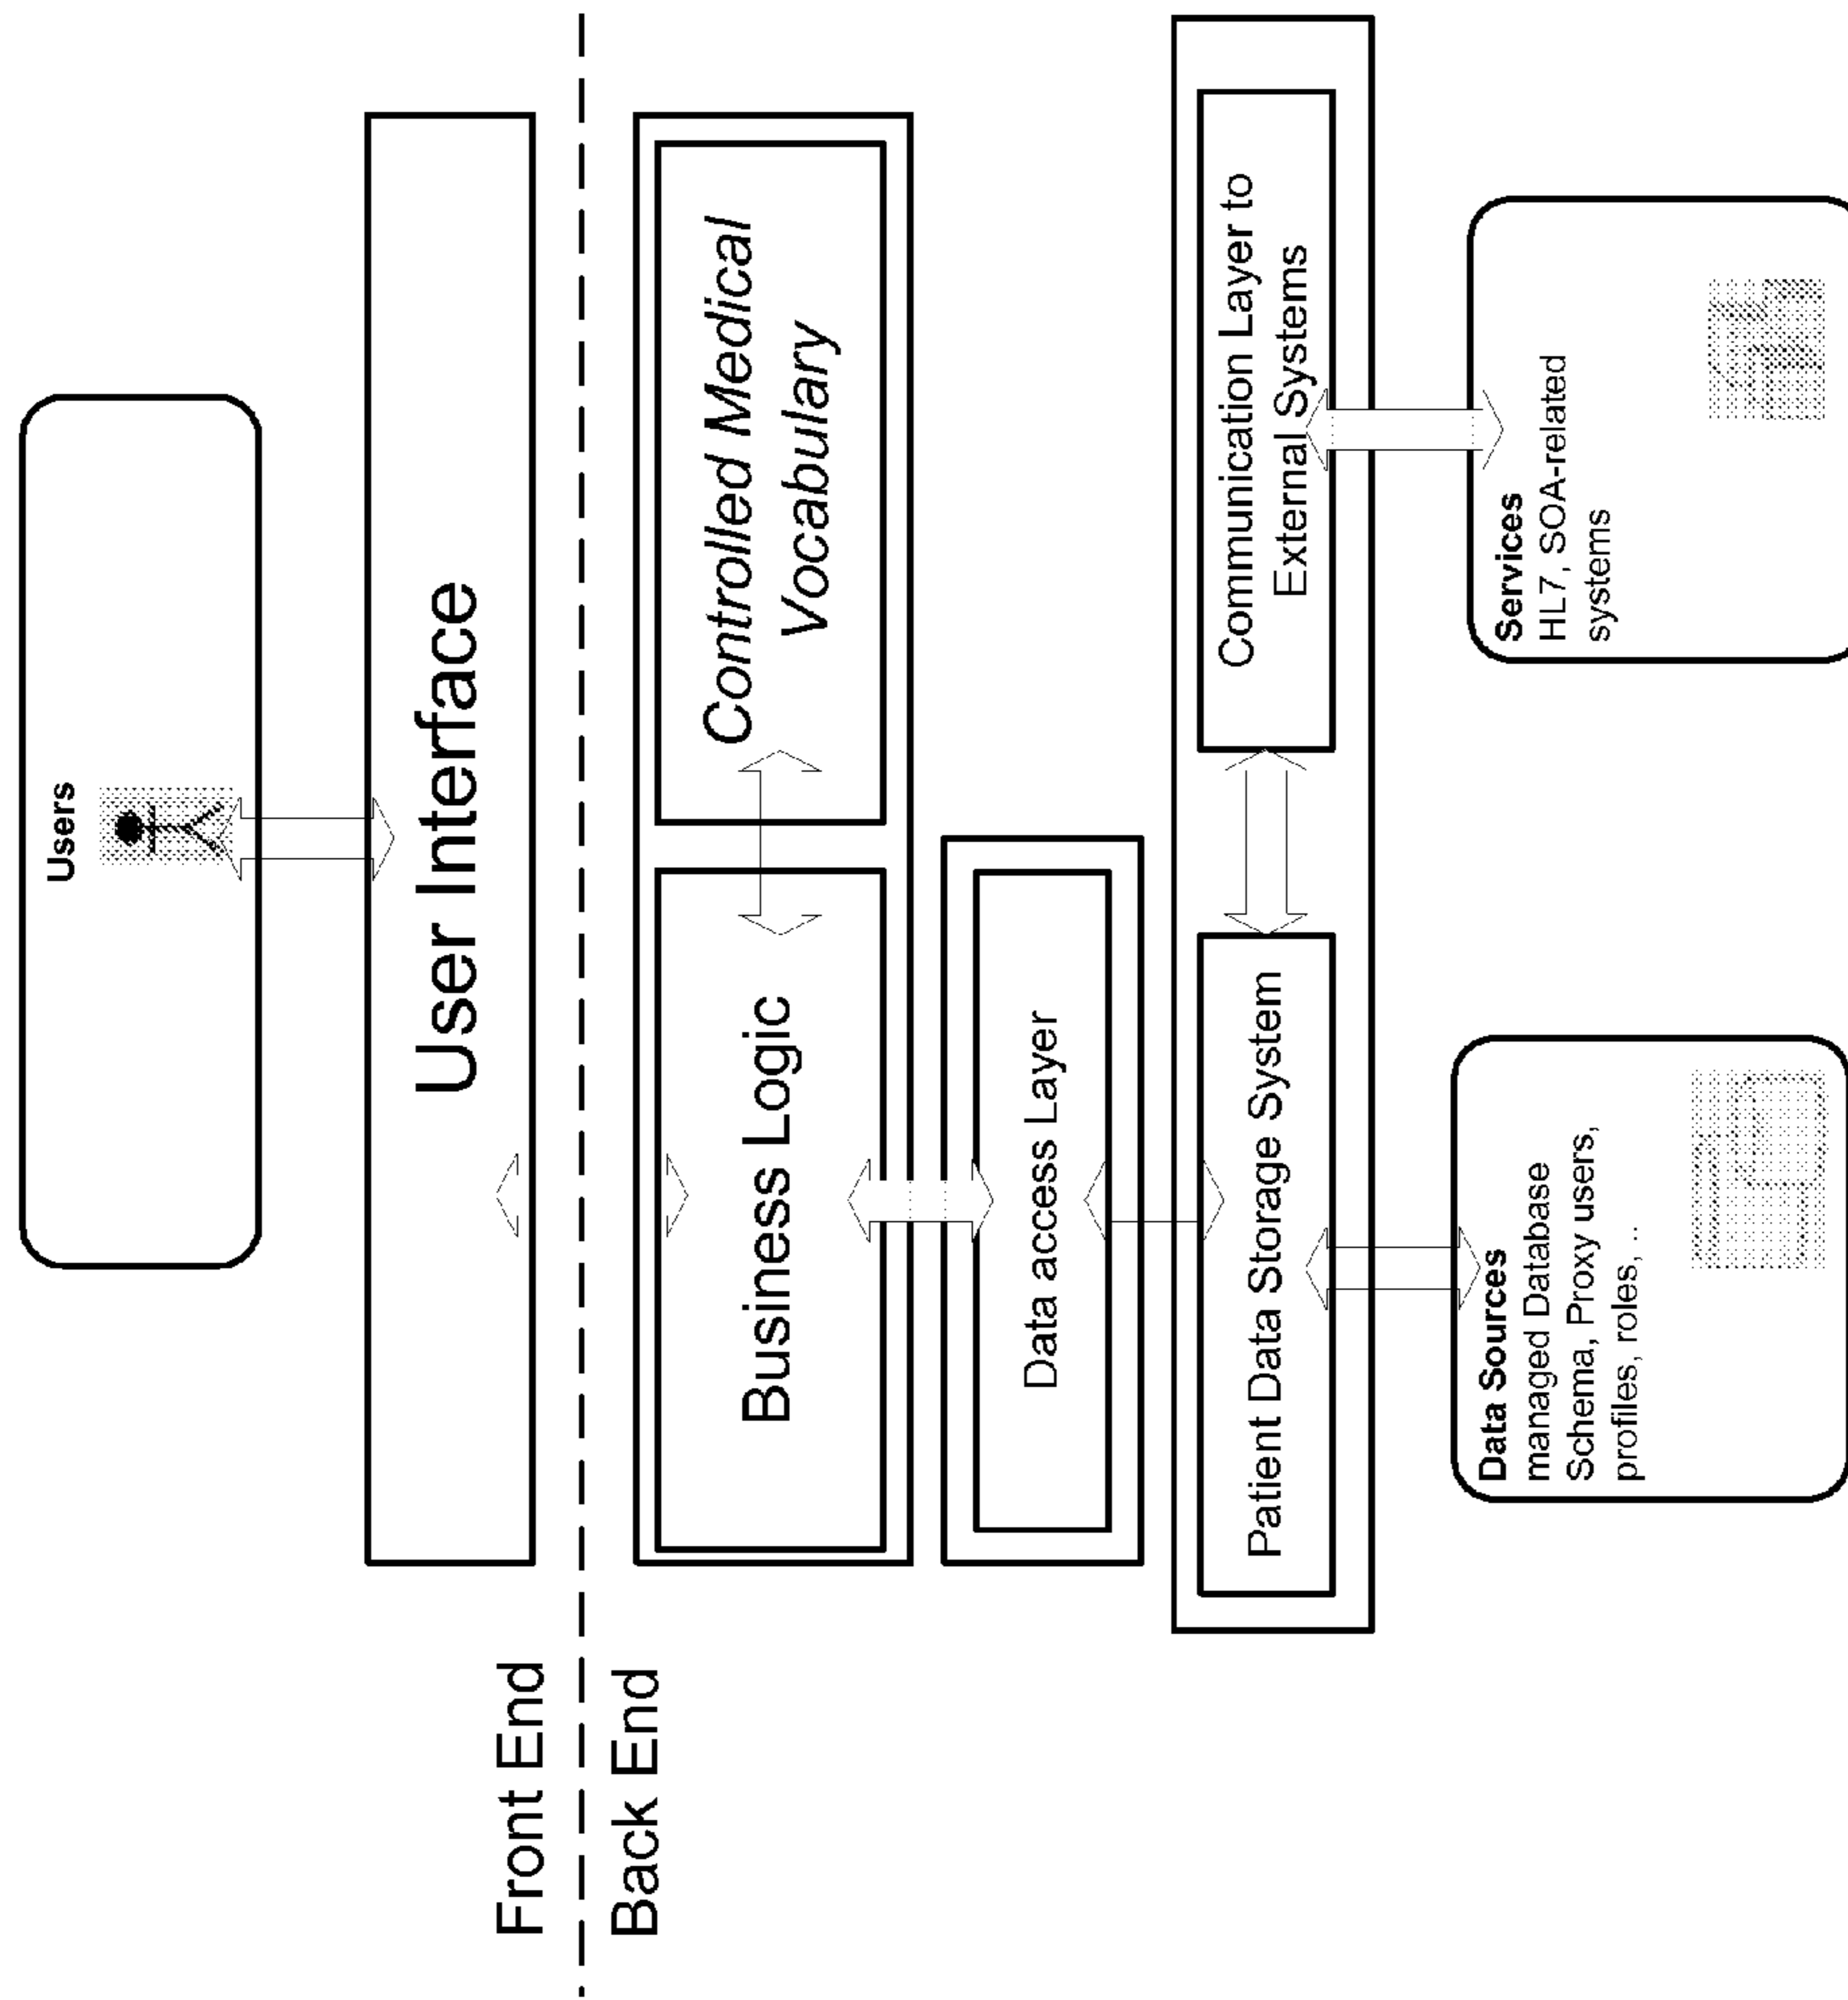 Users
User Interface
Front End
Back End
Business Logic
Controlled Medical
Vocabulary
Data access Layer
Patient Data Storage System
Communication Layer to
External Systems
Data Sources
managed Database
Schema, Proxy users,
profiles, roles, ..
Services
HL7, SOA-related
systems